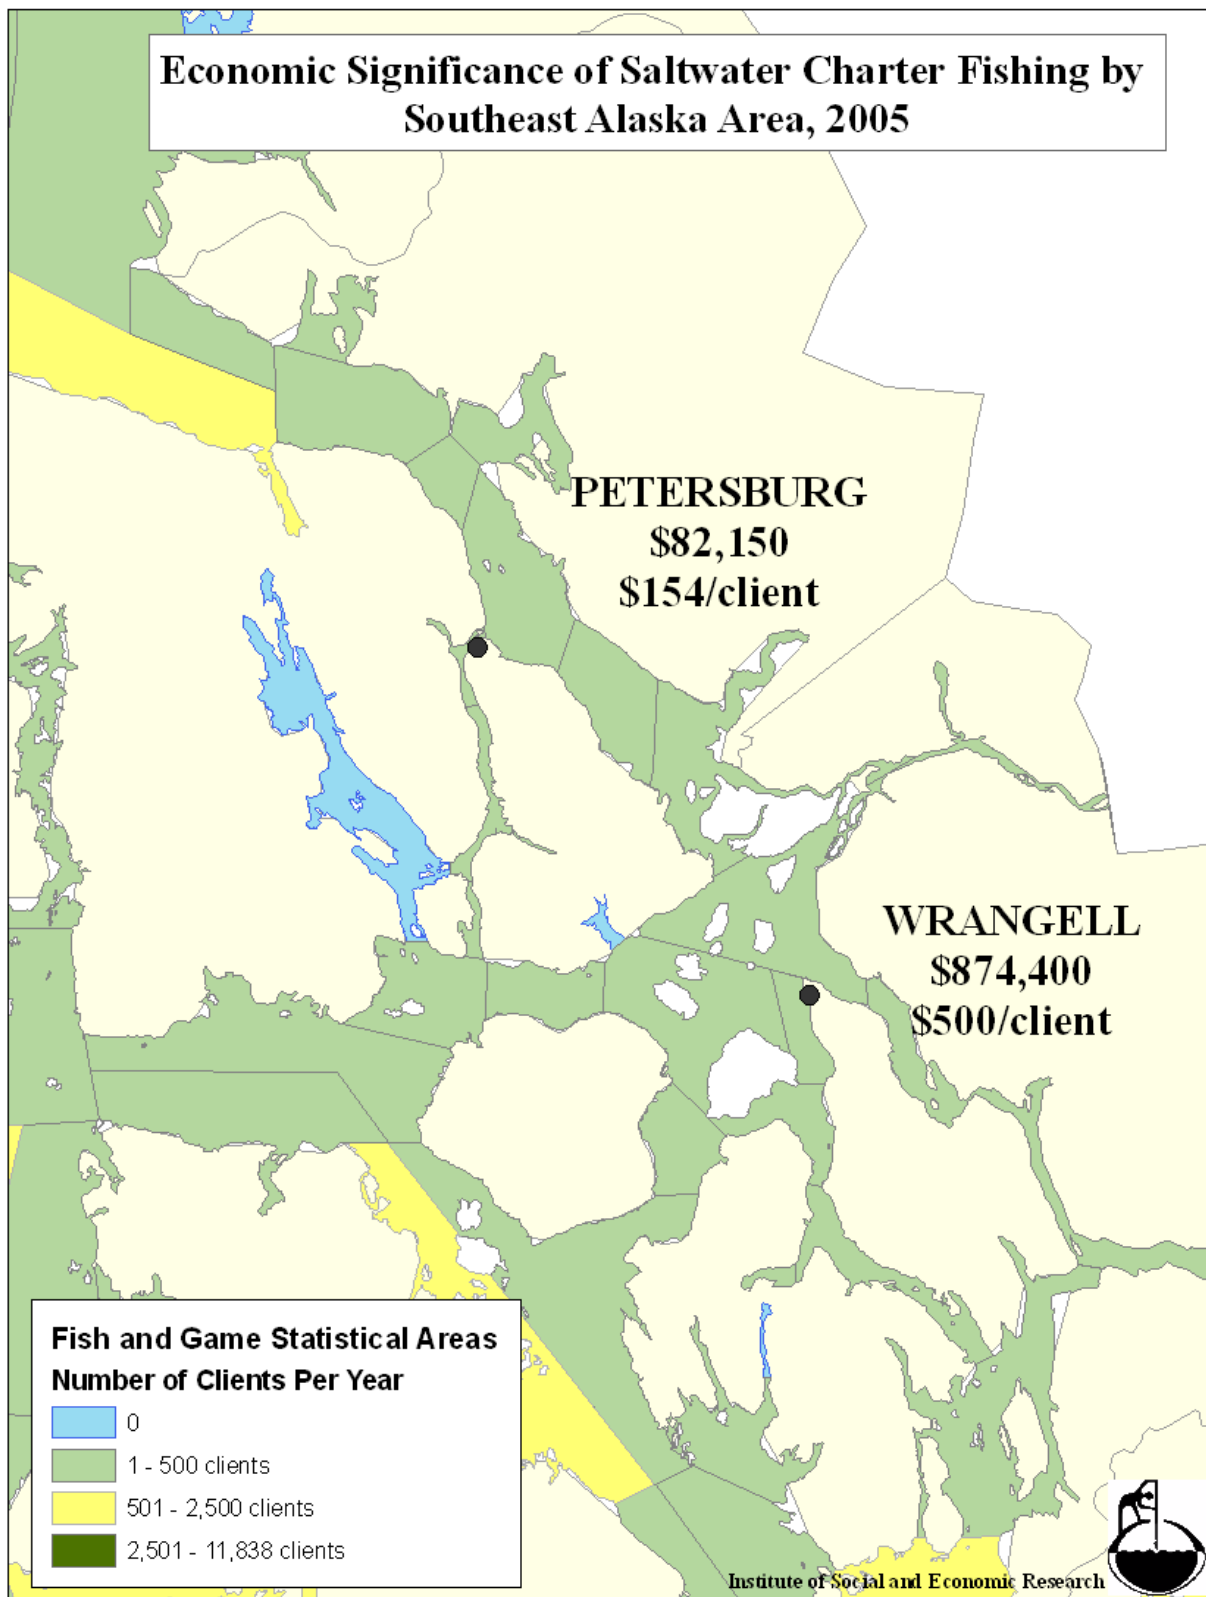 Economic Significance of Saltwater Charter Fishing by
Southeast Alaska Area, 2005
PETERSBURG
$82,150
$154/client
WRANGELL
$874,400
$500/client
Fish and Game Statistical Areas
Number of Clients Per Year
0
1 - 500 clients
501 - 2,500 clients
2,501 - 11,838 clients
Institute of Social and Economic Research